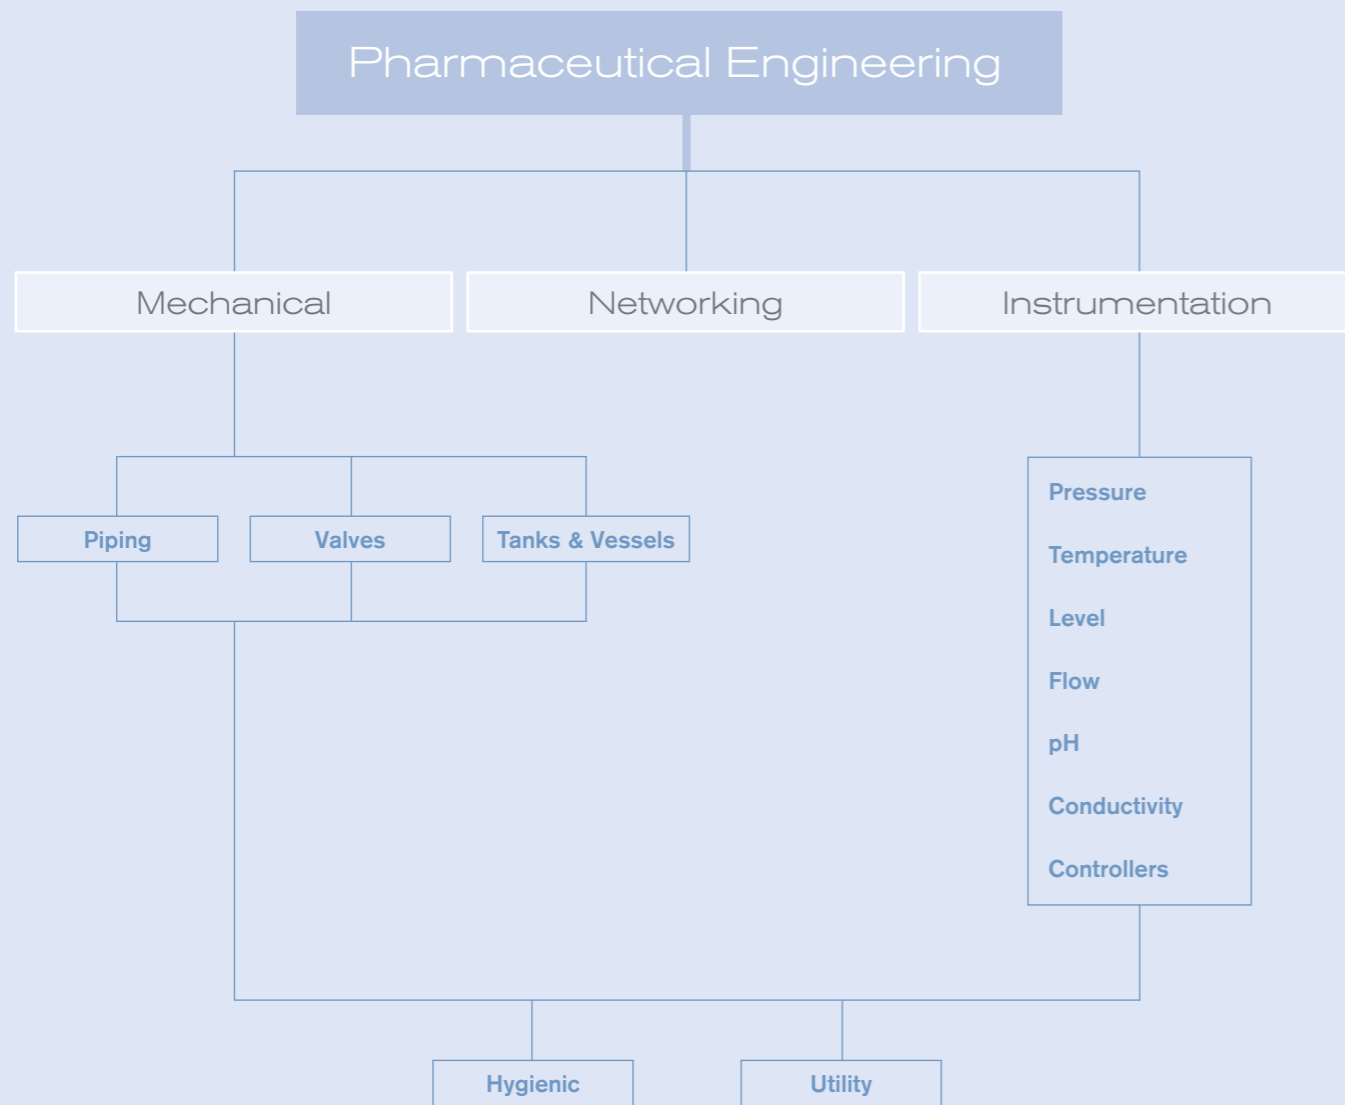 Pharmaceutical Engineering
Mechanical
Networking
Instrumentation
Piping
Valves
Tanks & Vessels
Pressure
Temperature
Level
Flow
pH
Conductivity
Controllers
Hygienic
Utility